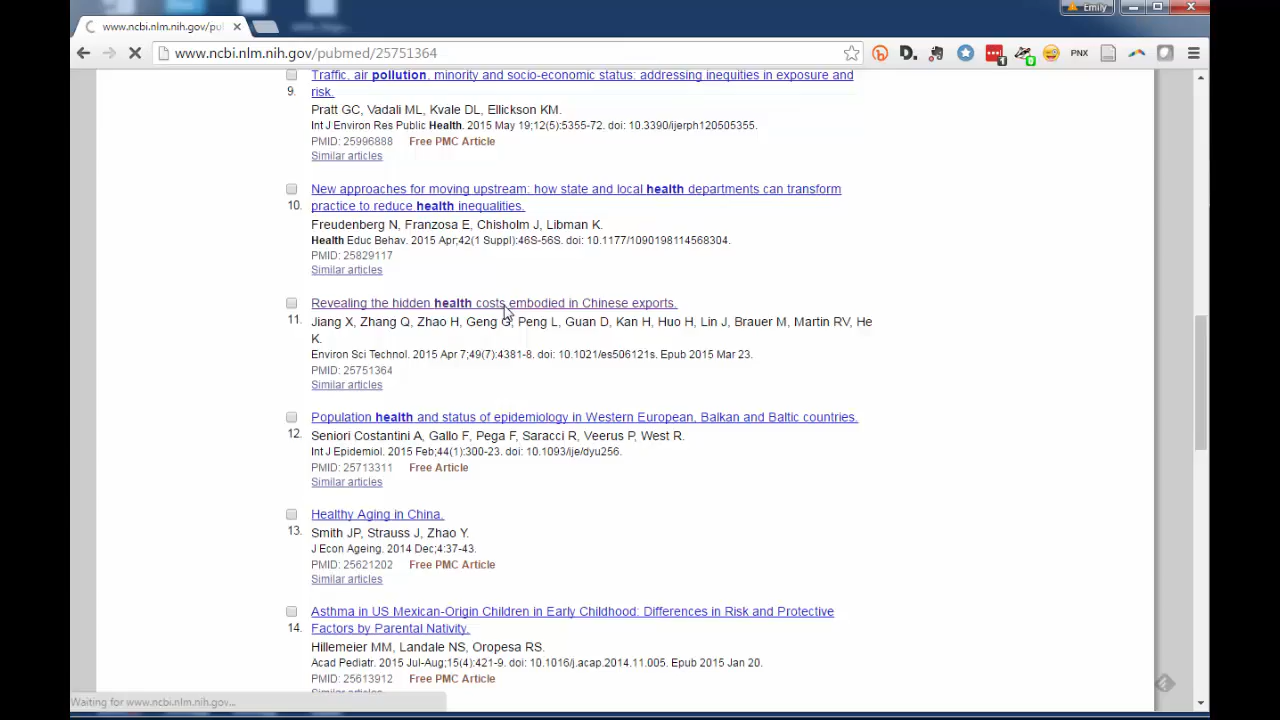 Emily
www.ncbi.nlm.nih.gov/pu
www.ncbi.nlm.nih.gov/pubmed/25751364
D.
PNX
Traffic, air pollution, minority and socio-economic status: addressing inequities in exposure and
risk.
9.
Pratt GC, Vadali ML, Kvale DL, Ellickson KM.
Int J Environ Res Public Health. 2015 May 19;12(5):5355-72. doi: 10.3390/ijerph120505355.
PMID: 25996888 Free PMC Article
Similar articles
New approaches for moving upstream: how state and local health departments can transform
10. practice to reduce health inequalities.
Freudenberg N, Franzosa E, Chisholm J, Libman K.
Health Educ Behav. 2015 Apr;42(1 Suppl):46S-56S. doi: 10.1177/1090198114568304.
PMID: 25829117
Similar articles
Revealing the hidden health costs embodied in Chinese exports.
11. Jiang X, Zhang Q, Zhao H, Geng G, Peng L, Guan D, Kan H, Huo H, Lin J, Brauer M, Martin RV, He
K.
Environ Sci Technol. 2015 Apr 7;49(7):4381-8. doi: 10.1021/es506121s. Epub 2015 Mar 23.
PMID: 25751364
Similar articles
Population health and status of epidemiology in Western European, Balkan and Baltic countries.
12. Seniori Costantini A, Gallo F, Pega F, Saracci R, Veerus P, West R.
Int J Epidemiol. 2015 Feb;44(1):300-23. doi: 10.1093/ije/dyu256.
PMID: 25713311 Free Article
Similar articles
Healthy Aging in China.
13. Smith JP, Strauss J, Zhao Y.
J Econ Ageing. 2014 Dec;4:37-43.
PMID: 25621202 Free PMC Article
Similar articles
Asthma in US Mexican-Origin Children in Early Childhood: Differences in Risk and Protective
14. Factors by Parental Nativity.
Hillemeier MM, Landale NS, Oropesa RS.
Acad Pediatr. 2015 Jul-Aug;15(4):421-9. doi: 10.1016/j.acap.2014.11.005. Epub 2015 Jan 20.
PMID: 25613912 Free PMC Article
Similar articles
Waiting for www.ncbi.nlm.nih.gov...